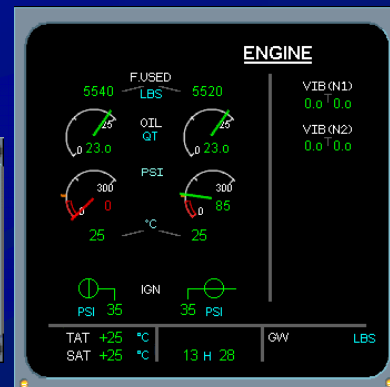 ENGINE
F.USED
5540 LBS 5520
VIB(N1)
0.0 T 0.0
OIL
QT
25 25
0 23.0 0 23.0
VIB(N2)
0.0 T 0.0
PSI
300 300
0 0 0 85
°C
25 25
IGN
PSI 35 35 PSI
TAT +25 °C GW LBS
SAT +25 °C 13 H 28